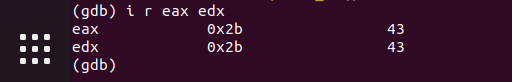 (gdb) i r eax edx
eax            0x2b                43
edx            0x2b                43
(gdb)